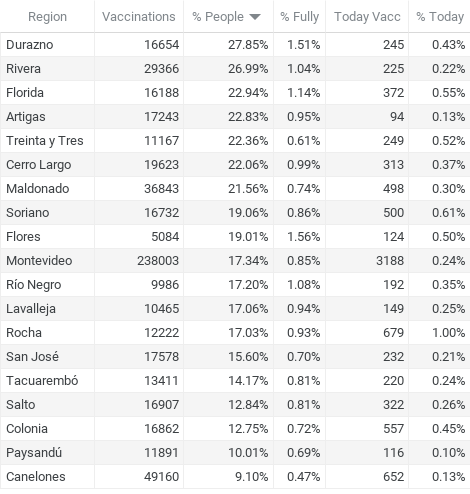 Region Vaccinations % People % Fully Today Vacc % Today
Durazno 16654 27.85% 1.51% 245 0.43%
Rivera 29366 26.99% 1.04% 225 0.22%
Florida 16188 22.94% 1.14% 372 0.55%
Artigas 17243 22.83% 0.95% 94 0.13%
Treinta y Tres 11167 22.36% 0.61% 249 0.52%
Cerro Largo 19623 22.06% 0.99% 313 0.37%
Maldonado 36843 21.56% 0.74% 498 0.30%
Soriano 16732 19.06% 0.86% 500 0.61%
Flores 5084 19.01% 1.56% 124 0.50%
Montevideo 238003 17.34% 0.85% 3188 0.24%
Río Negro 9986 17.20% 1.08% 192 0.35%
Lavalleja 10465 17.06% 0.94% 149 0.25%
Rocha 12222 17.03% 0.93% 679 1.00%
San José 17578 15.60% 0.70% 232 0.21%
Tacuarembó 13411 14.17% 0.81% 220 0.24%
Salto 16907 12.84% 0.81% 322 0.26%
Colonia 16862 12.75% 0.72% 557 0.45%
Paysandú 11891 10.01% 0.69% 116 0.10%
Canelones 49160 9.10% 0.47% 652 0.13%